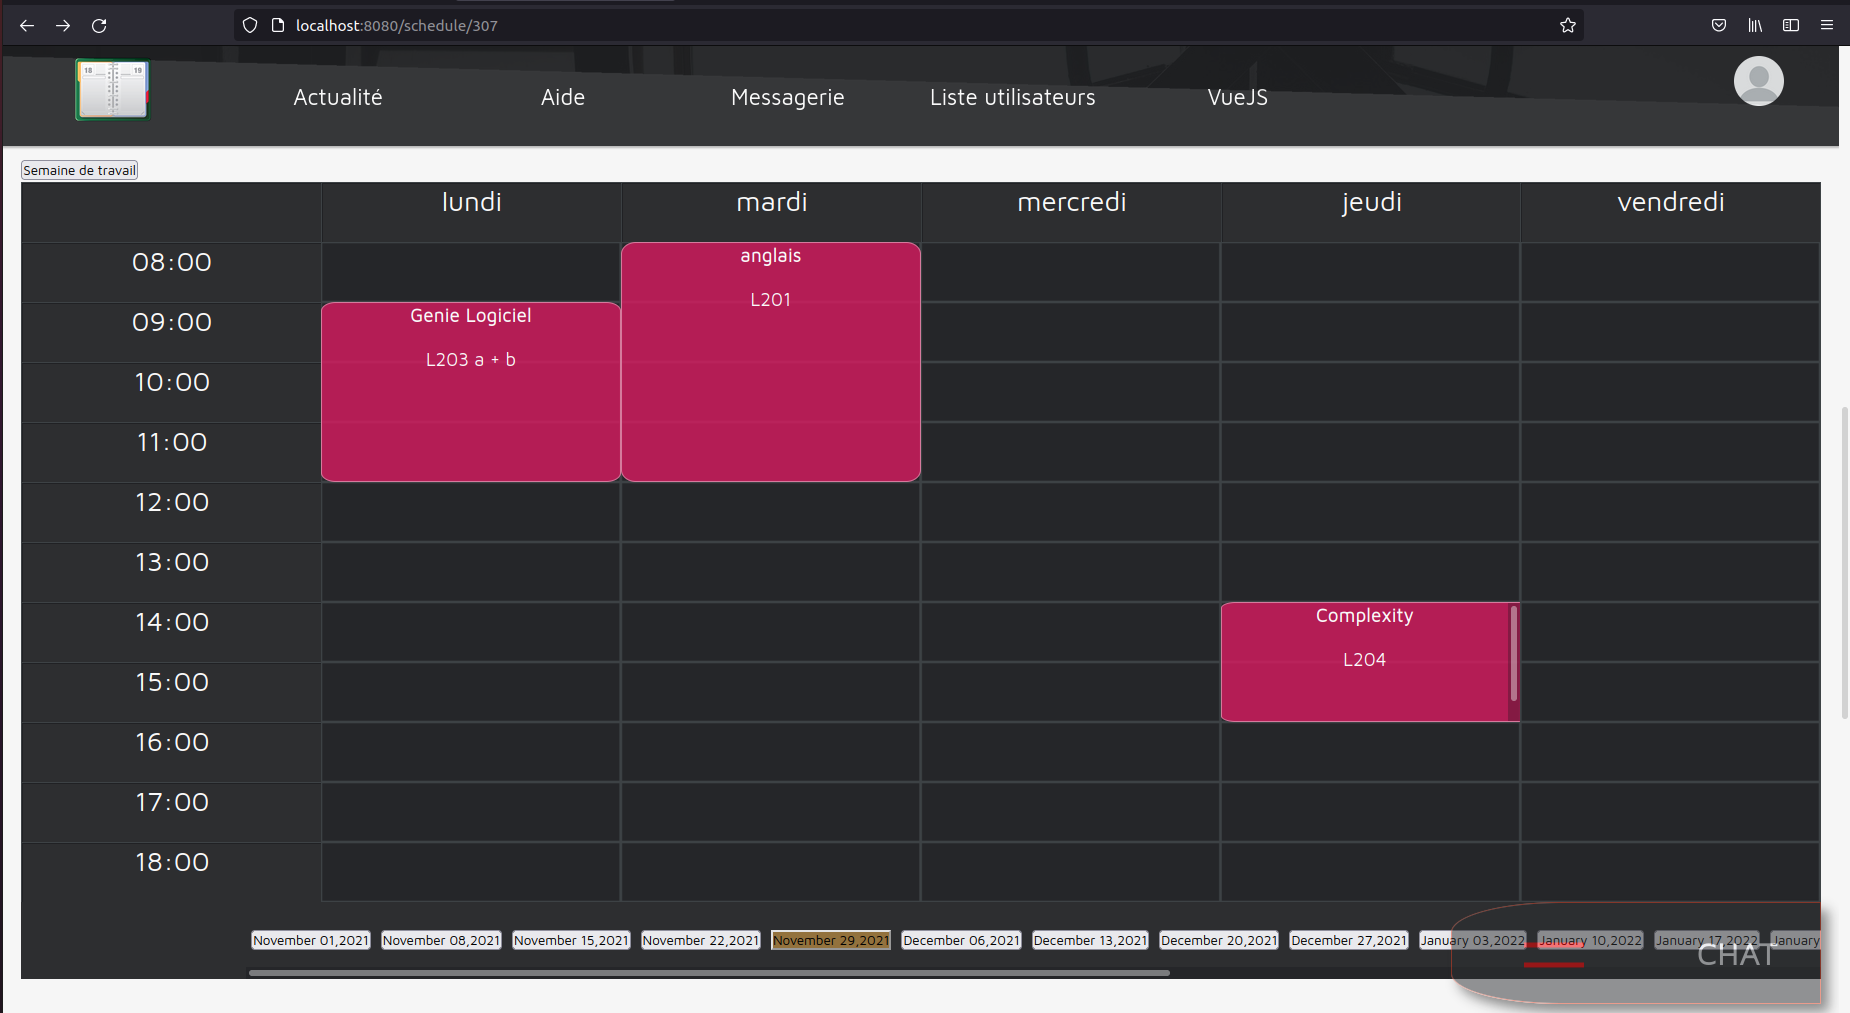 localhost:8080/schedule/307
18 19
Actualité Aide Messagerie Liste utilisateurs VueJS
Semaine de travail
lundi mardi mercredi jeudi vendredi
08:00
anglais
L201
09:00
Genie Logiciel
L203 a + b
10:00
11:00
12:00
13:00
14:00
Complexity
L204
15:00
16:00
17:00
18:00
November 01,2021 November 08,2021 November 15,2021 November 22,2021 November 29,2021 December 06,2021 December 13,2021 December 20,2021 December 27,2021 January 03,2022 January 10,2022 January 17,2022 January
CHAT